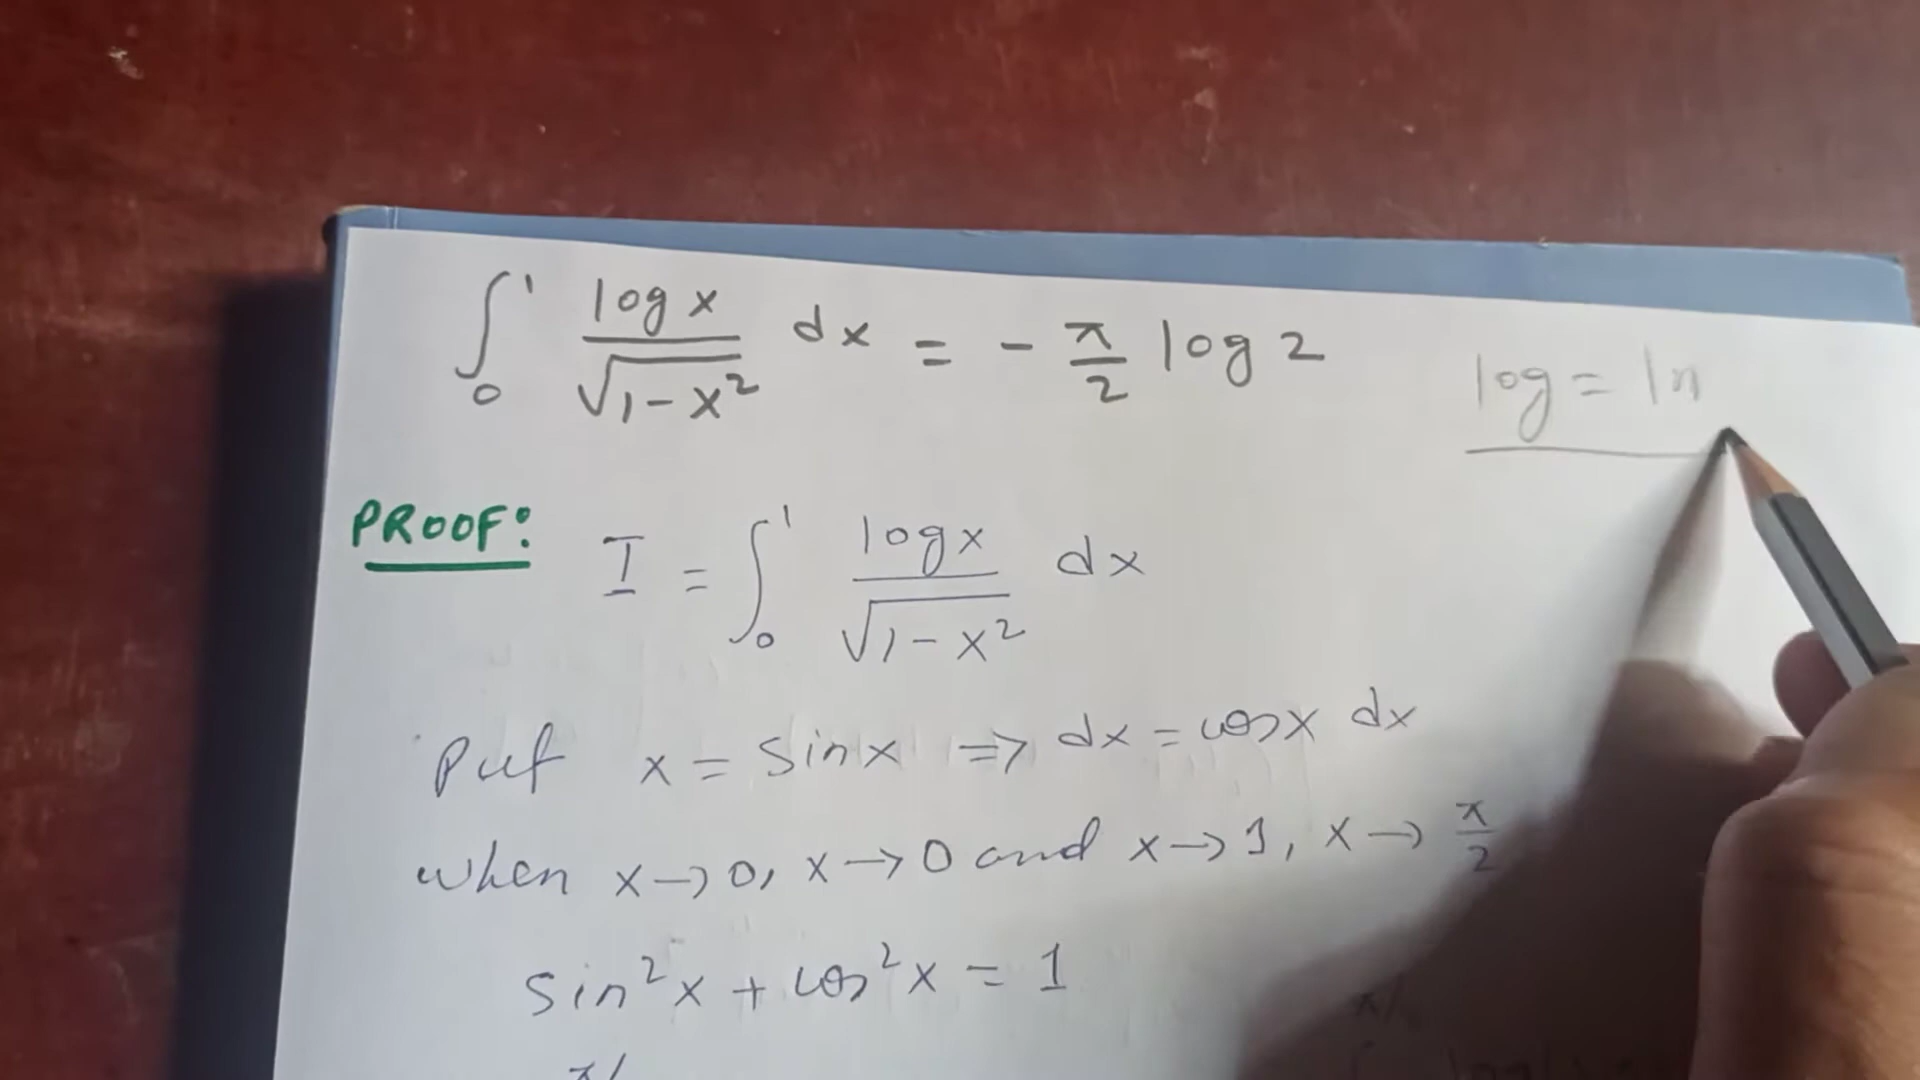 ∫₀¹ log x / √(1-x²) dx = - π/2 log 2
log = ln
PROOF: I = ∫₀¹ log x / √(1-x²) dx
Put x = sin x => dx = cos x dx
when x → 0, x → 0 and x → 1, x → π/2
sin²x + cos²x = 1